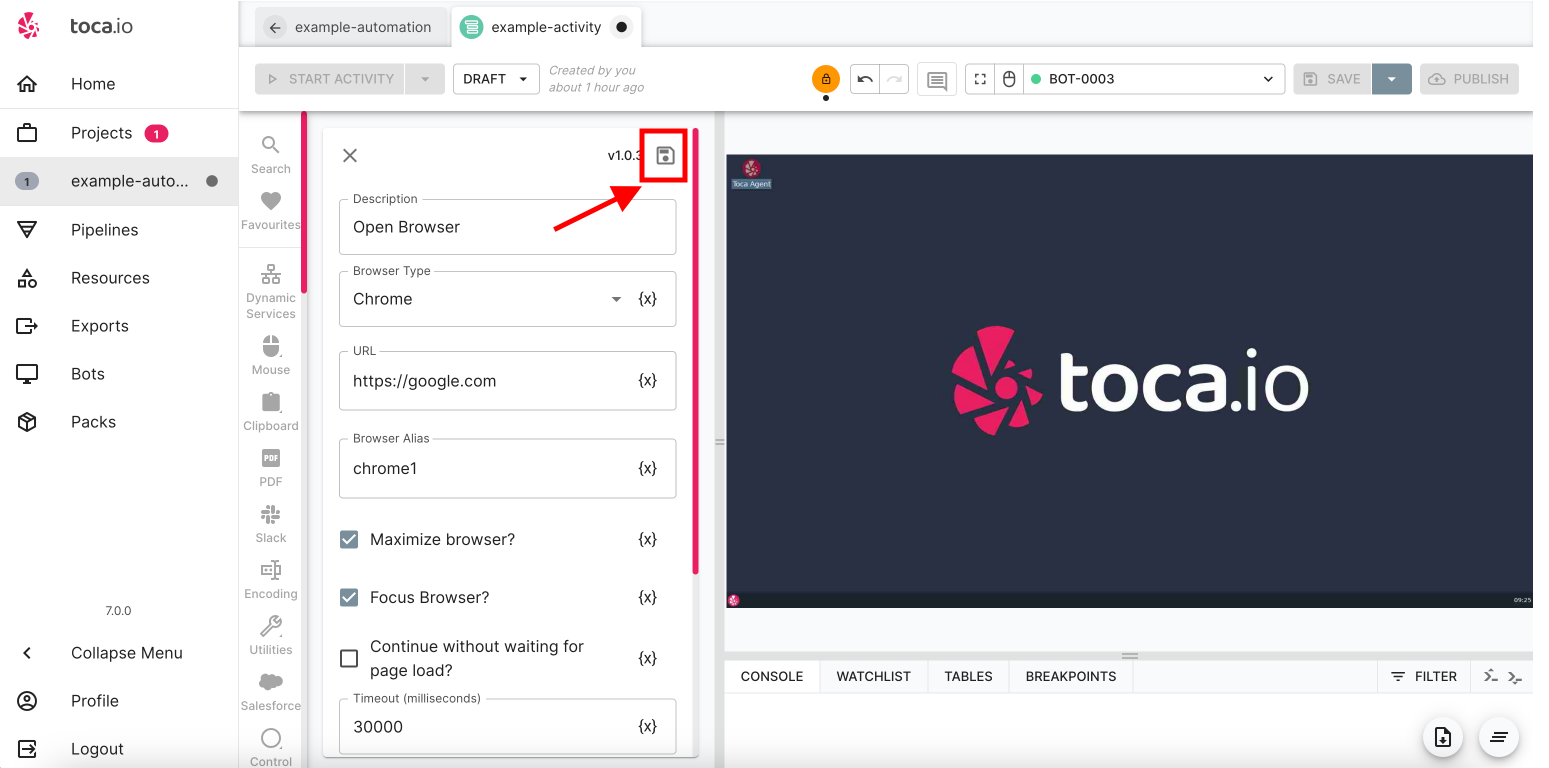 toca.io
Home
Projects 1
1 example-auto...
Pipelines
Resources
Exports
Bots
Packs
7.0.0
Collapse Menu
Profile
Logout
example-automation
example-activity
START ACTIVITY
DRAFT
Created by you
about 1 hour ago
BOT-0003
SAVE
PUBLISH
Search
Favourites
Dynamic
Services
Mouse
Clipboard
PDF
PDF
Slack
Encoding
Utilities
Salesforce
Control
v1.0.3
Description
Open Browser
Browser Type
Chrome {x}
URL
https://google.com {x}
Browser Alias
chrome1 {x}
Maximize browser? {x}
Focus Browser? {x}
Continue without waiting for
page load? {x}
Timeout (milliseconds)
30000 {x}
Toca Agent
toca.io
09:25
CONSOLE
WATCHLIST
TABLES
BREAKPOINTS
FILTER